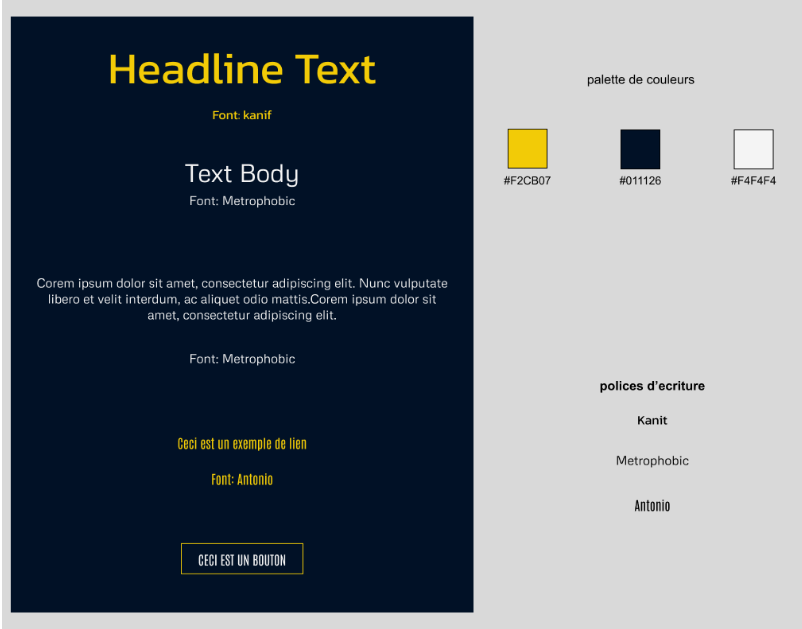 Headline Text
Font: kanif
Text Body
Font: Metrophobic
Corem ipsum dolor sit amet, consectetur adipiscing elit. Nunc vulputate
libero et velit interdum, ac aliquet odio mattis.Corem ipsum dolor sit
amet, consectetur adipiscing elit.
Font: Metrophobic
Ceci est un exemple de lien
Font: Antonio
CECI EST UN BOUTON
palette de couleurs
#F2CB07 #011126 #F4F4F4
polices d'ecriture
Kanit
Metrophobic
Antonio